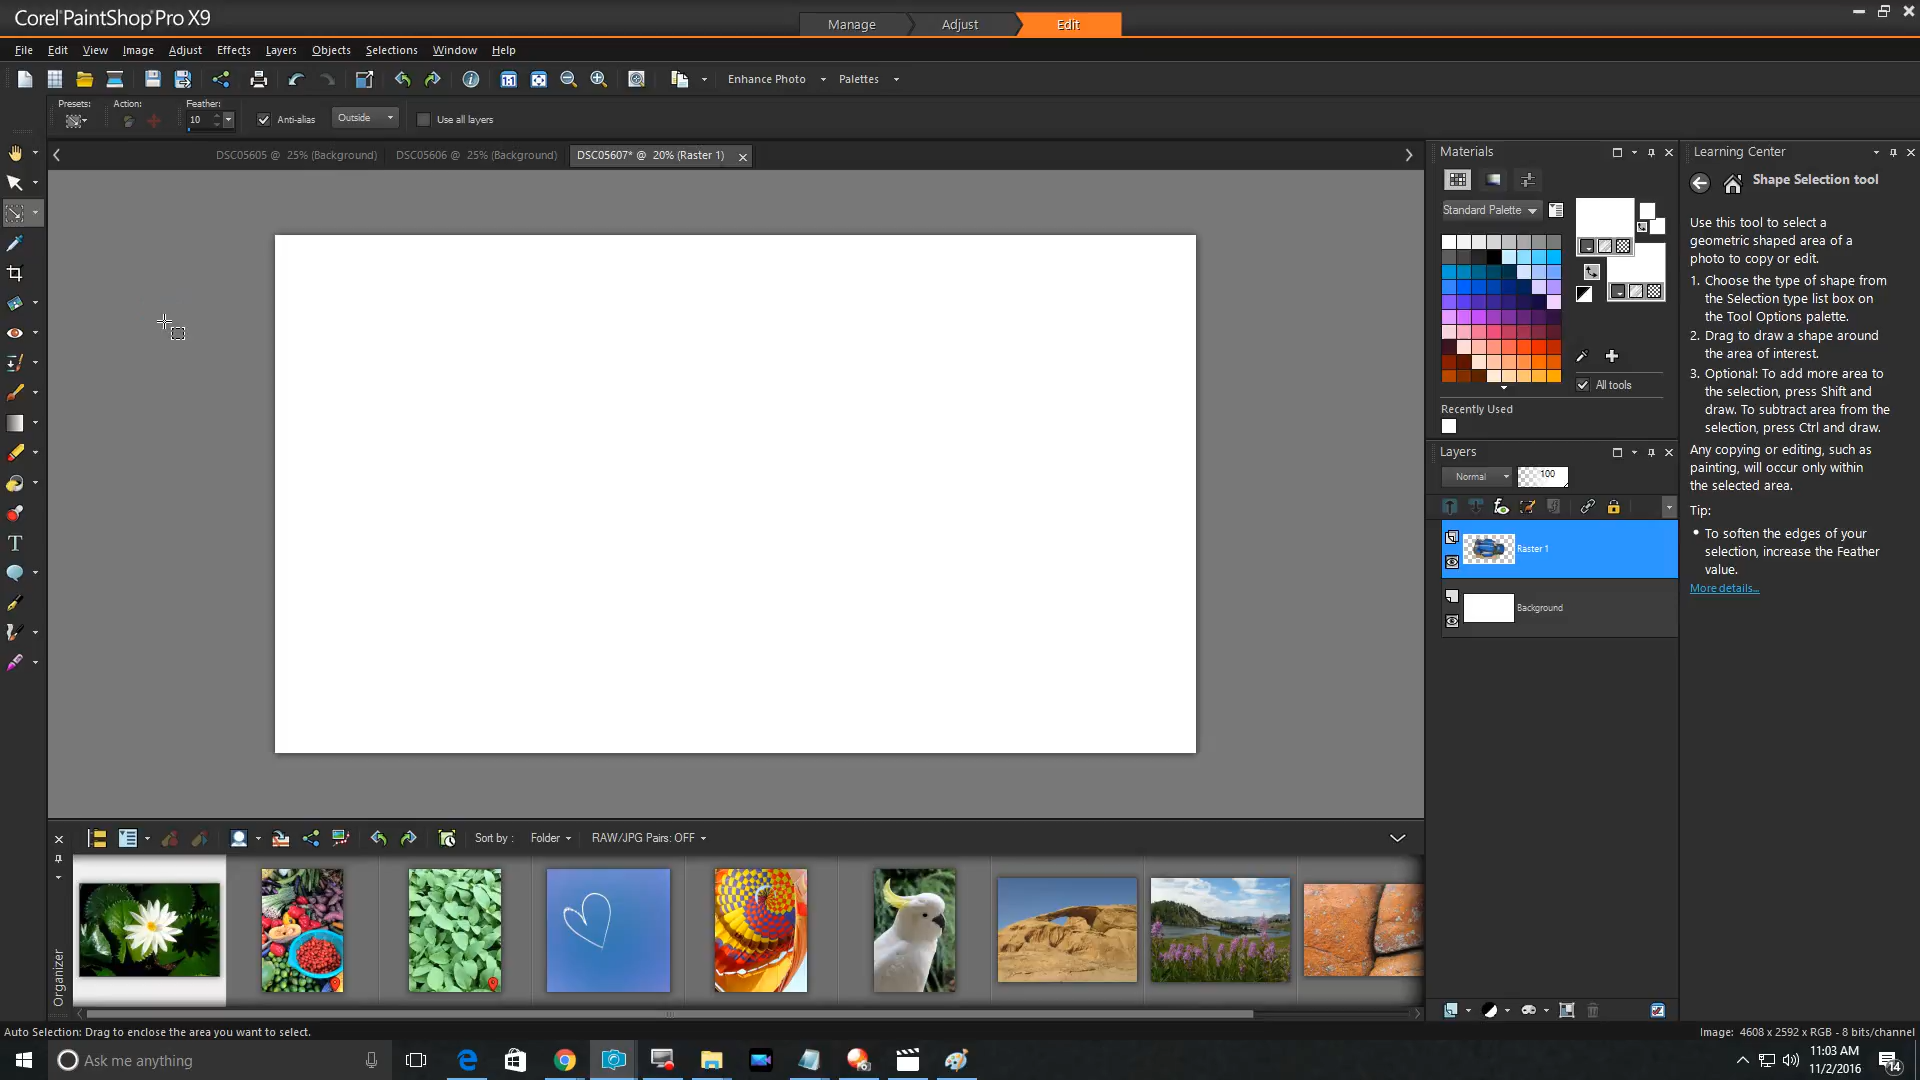 Corel PaintShop Pro X9
Manage
Adjust
Edit
File
Edit
View
Image
Adjust
Effects
Layers
Objects
Selections
Window
Help
1:1
Enhance Photo
Palettes
Presets:
Action:
Feather:
10
Anti-alias
Outside
Use all layers
DSC05605 @ 25% (Background)
DSC05606 @ 25% (Background)
DSC05607* @ 20% (Raster 1)
Materials
Standard Palette
All tools
Recently Used
Layers
Normal
100
Raster 1
Background
Learning Center
Shape Selection tool
Use this tool to select a
geometric shaped area of a
photo to copy or edit.
1. Choose the type of shape from
the Selection type list box on
the Tool Options palette.
2. Drag to draw a shape around
the area of interest.
3. Optional: To add more area to
the selection, press Shift and
draw. To subtract area from the
selection, press Ctrl and draw.
Any copying or editing, such as
painting, will occur only within
the selected area.
Tip:
• To soften the edges of your
selection, increase the Feather
value.
More details...
Sort by :
Folder
RAW/JPG Pairs: OFF
Organizer
Auto Selection: Drag to enclose the area you want to select.
Image: 4608 x 2592 x RGB - 8 bits/channel
Ask me anything
11:03 AM
11/2/2016
14